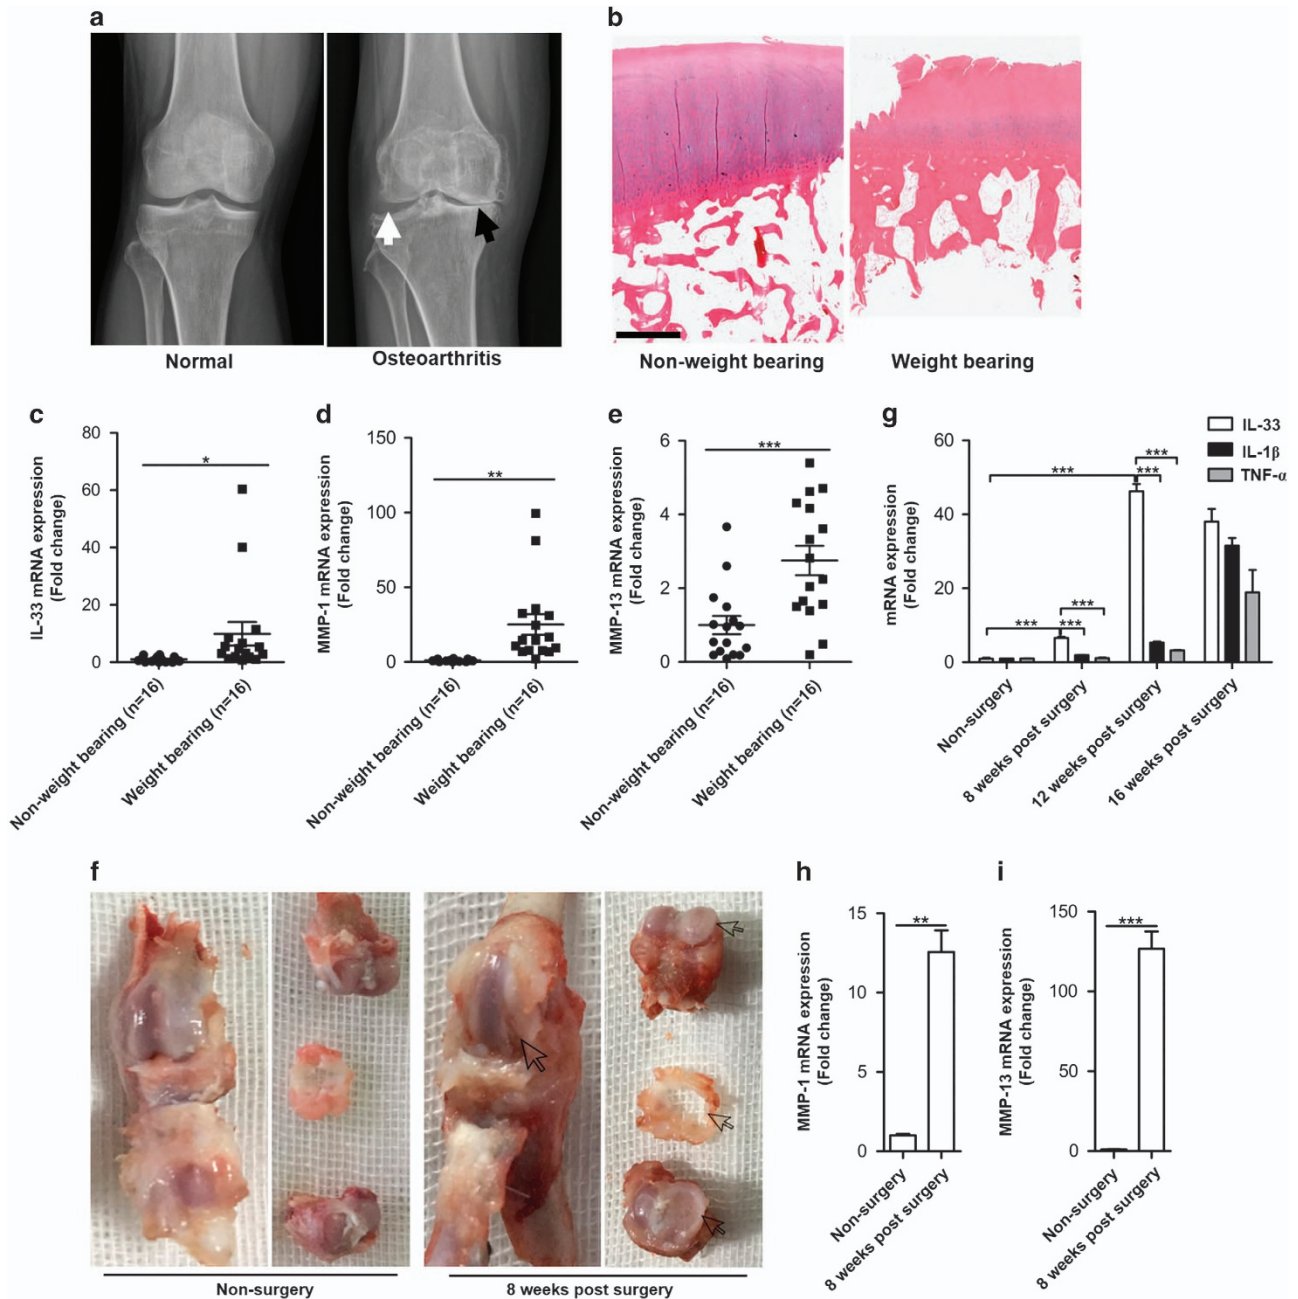 a
Normal
Osteoarthritis
b
Non-weight bearing
Weight bearing
c
IL-33 mRNA expression
(Fold change)
80
60
40
20
0
*
Non-weight bearing (n=16)
Weight bearing (n=16)
d
MMP-1 mRNA expression
(Fold change)
150
100
50
0
**
Non-weight bearing (n=16)
Weight bearing (n=16)
e
MMP-13 mRNA expression
(Fold change)
6
4
2
0
***
Non-weight bearing (n=16)
Weight bearing (n=16)
g
mRNA expression
(Fold change)
60
40
20
0
IL-33
IL-1β
TNF-α
***
***
***
***
***
***
Non-surgery
8 weeks post surgery
12 weeks post surgery
16 weeks post surgery
f
Non-surgery
8 weeks post surgery
h
MMP-1 mRNA expression
(Fold change)
15
10
5
0
**
Non-surgery
8 weeks post surgery
i
MMP-13 mRNA expression
(Fold change)
150
100
50
0
***
Non-surgery
8 weeks post surgery